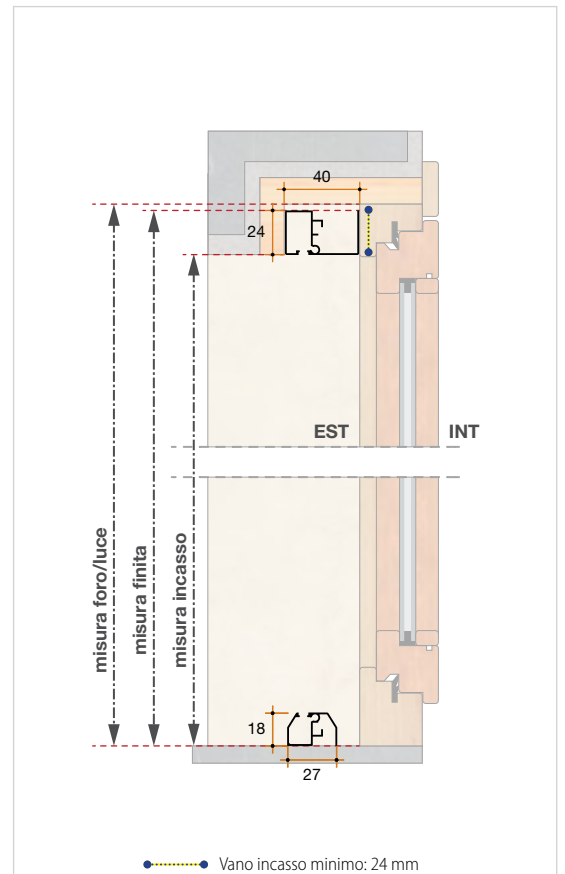 40
24
EST
INT
misura foro/luce
misura finita
misura incasso
18
27
Vano incasso minimo: 24 mm